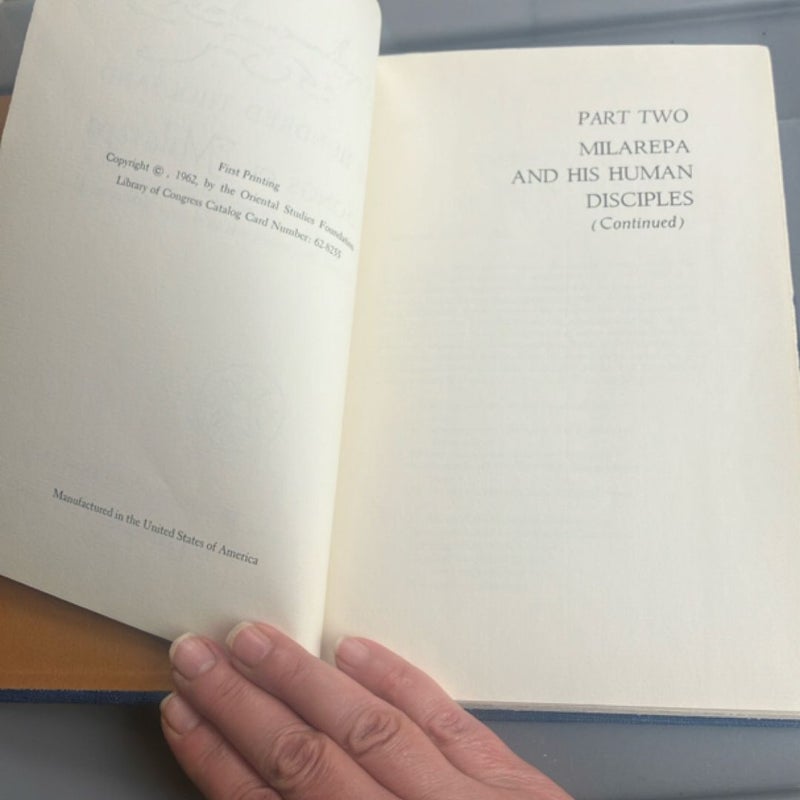 First Printing
Copyright ©, 1962, by the Oriental Studies Foundation,
Library of Congress Catalog Card Number: 62-8255
Manufactured in the United States of America
PART TWO
MILAREPA
AND HIS HUMAN
DISCIPLES
(Continued)